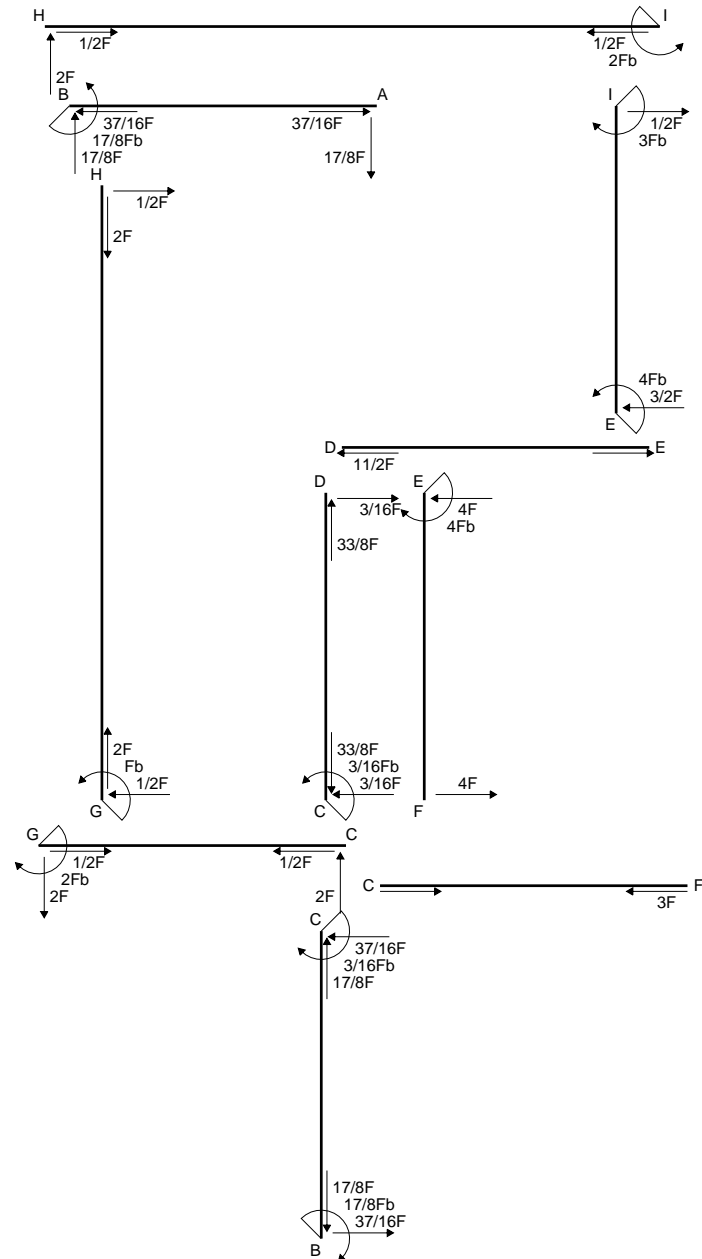 H
I
1/2F
1/2F
2Fb
2F
B
A
I
37/16F
37/16F
1/2F
17/8Fb
3Fb
17/8F
17/8F
H
1/2F
2F
4Fb
3/2F
E
D
E
11/2F
D
E
3/16F
4F
4Fb
33/8F
2F
33/8F
Fb
3/16Fb
1/2F
3/16F
4F
G
C
F
G
C
1/2F
1/2F
2Fb
C
F
2F
2F
3F
C
37/16F
3/16Fb
17/8F
17/8F
17/8Fb
37/16F
B